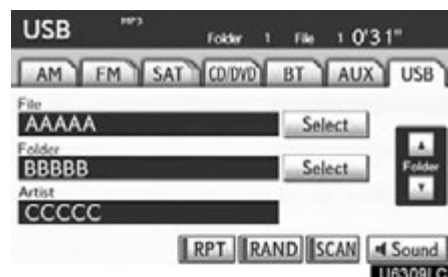 USB MP3 Folder 1 File 1 0'31"
AM FM SAT CD/DVD BT AUX USB
File
AAAAA Select
Folder
BBBBB Select
Folder
Artist
CCCCC
RPT RAND SCAN Sound
U6309LC